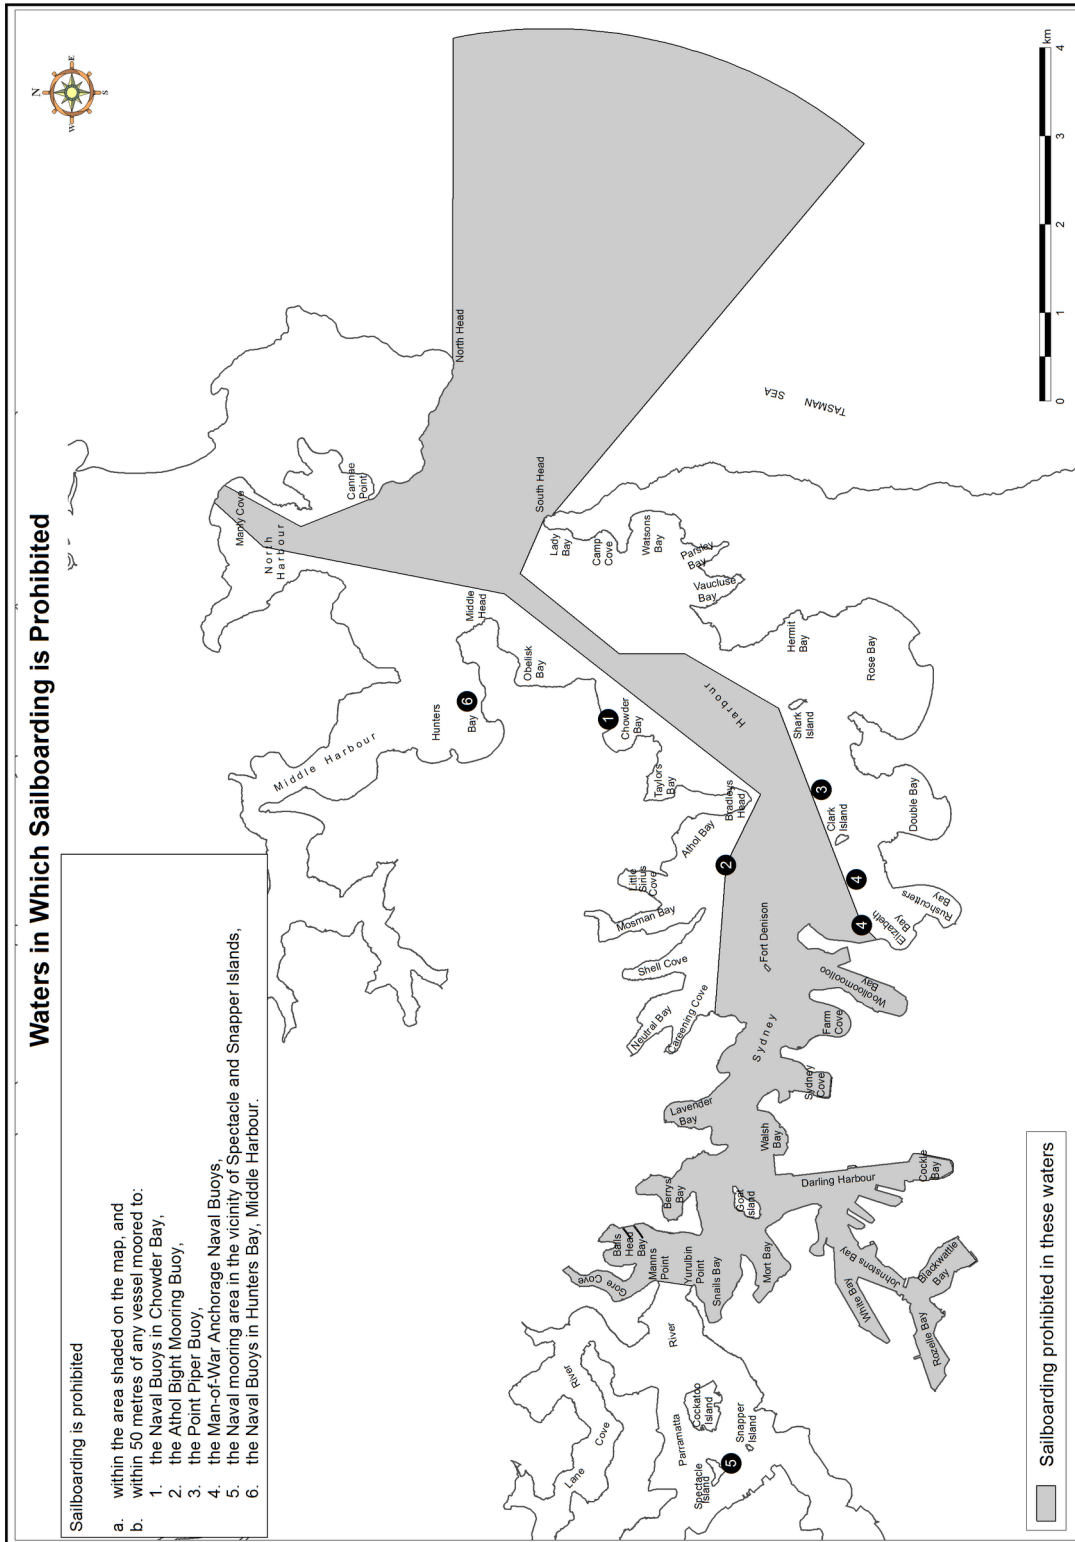 Waters in Which Sailboarding is Prohibited
Sailboarding is prohibited
a. within the area shaded on the map, and
b. within 50 metres of any vessel moored to:
1. the Naval Buoys in Chowder Bay,
2. the Athol Bight Mooring Buoy,
3. the Point Piper Buoy,
4. the Man-of-War Anchorage Naval Buoys,
5. the Naval mooring area in the vicinity of Spectacle and Snapper Islands,
6. the Naval Buoys in Hunters Bay, Middle Harbour.
N
W
E
S
Manly Cove
North
Harbour
Cannae
Point
North Head
Middle Harbour
Hunters
Bay
6
Middle
Head
Obelisk
Bay
1
Chowder
Bay
Taylors
Bay
Bradleys
Head
Athol Bay
2
Little
Sirius
Cove
Mosman Bay
Shell Cove
Neutral Bay
Careening Cove
South Head
Lady
Bay
Camp
Cove
Watsons
Bay
Parsley
Bay
Vaucluse
Bay
Hermit
Bay
Rose Bay
Shark
Island
3
Clark
Island
Double Bay
4
4
Rushcutters
Bay
Elizabeth
Bay
Woolloomoolloo
Bay
Fort Denison
Farm
Cove
Sydney
Harbour
Sydney
Cove
Lavender
Bay
Walsh
Bay
Berrys
Bay
Goat
Island
Darling Harbour
Cockle
Bay
Balls
Head
Bay
Gore Cove
Manns
Point
Yurulbin
Point
Snails Bay
Mort Bay
Johnstons Bay
White Bay
Blackwattle
Bay
Rozelle Bay
Lane Cove River
Parramatta River
Cockatoo
Island
Snapper
Island
Spectacle
Island
5
TASMAN SEA
0 1 2 3 4
km
Sailboarding prohibited in these waters